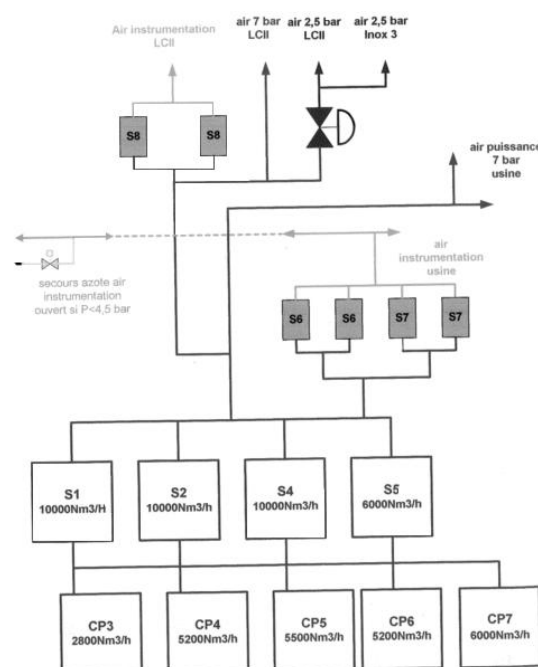 Air instrumentation
LCII
air 7 bar
LCII
air 2,5 bar
LCII
air 2,5 bar
Inox 3
S8
S8
air puissance
7 bar
usine
air
instrumentation
usine
secours azote air
instrumentation
ouvert si P<4,5 bar
S6
S6
S7
S7
S1
10000Nm3/H
S2
10000Nm3/h
S4
10000Nm3/h
S5
6000Nm3/h
CP3
2800Nm3/h
CP4
5200Nm3/h
CP5
5500Nm3/h
CP6
5200Nm3/h
CP7
6000Nm3/h